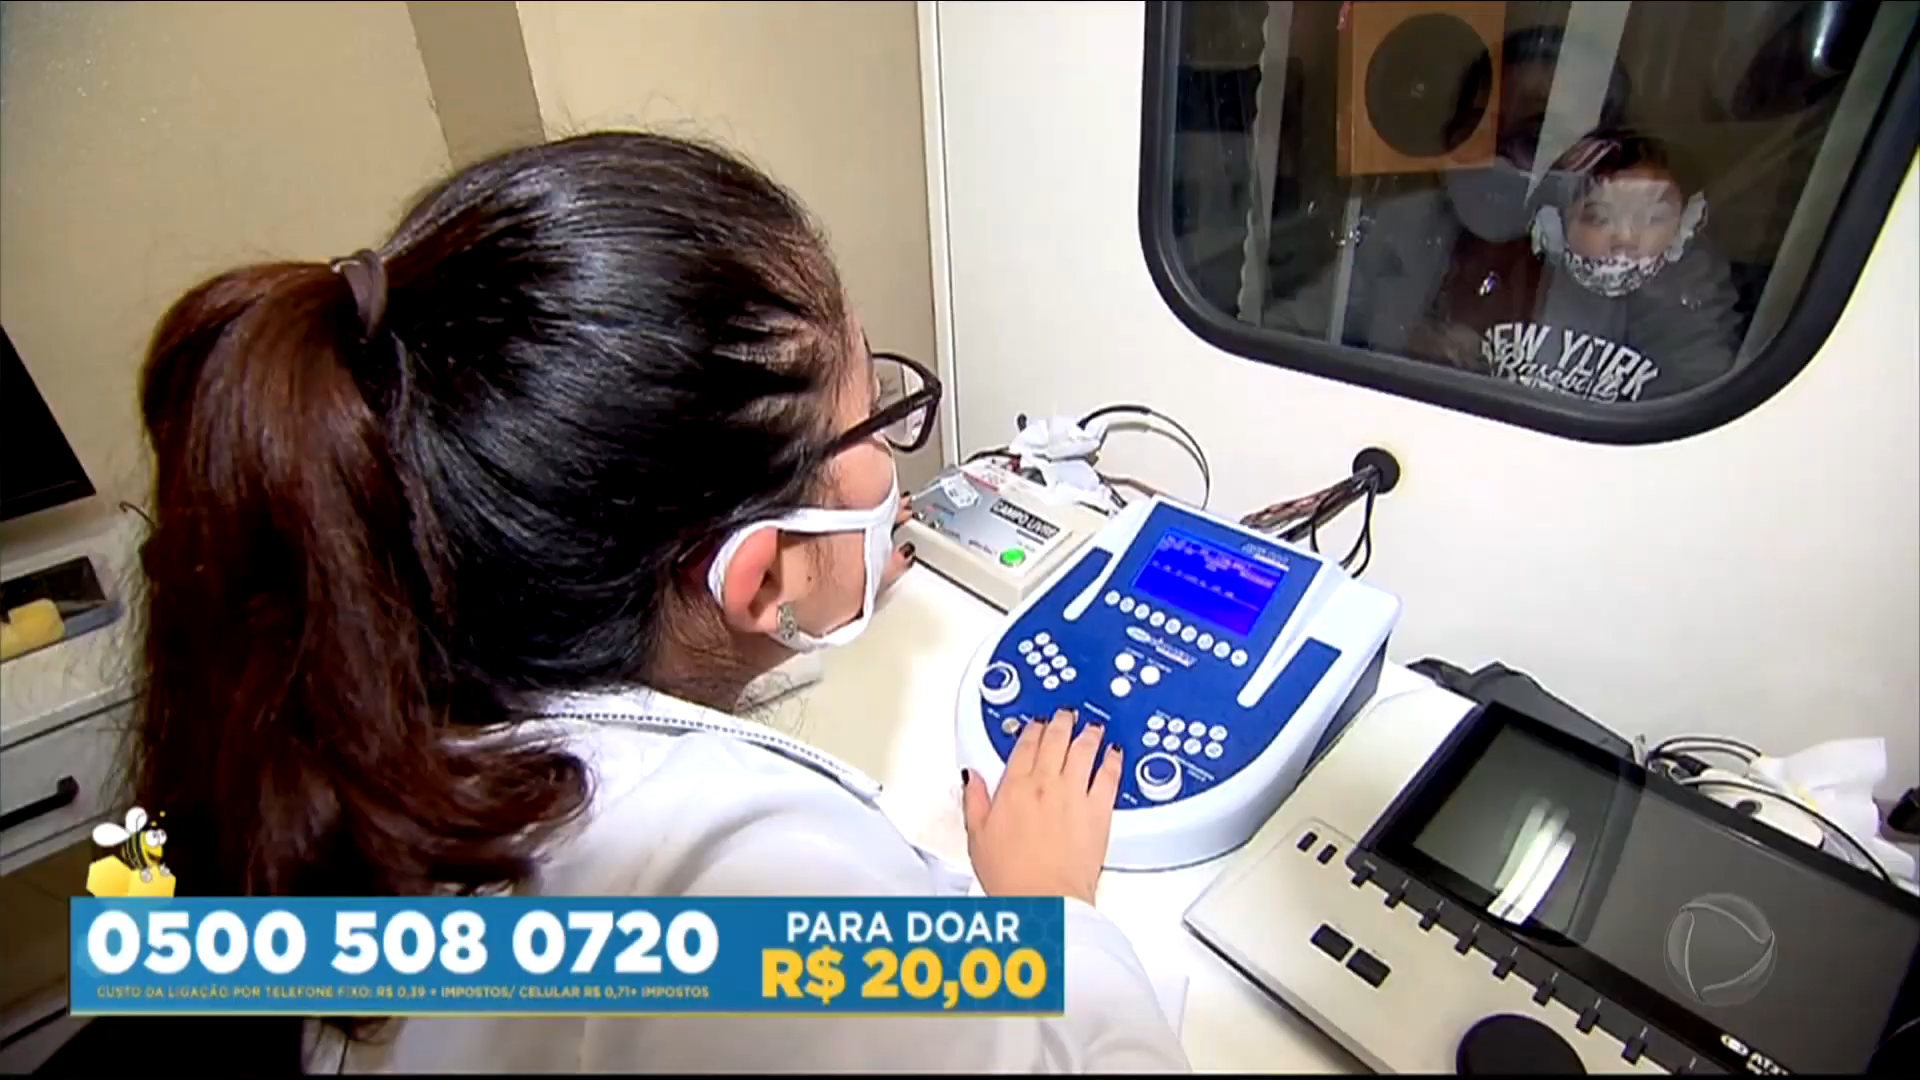 NEW YORK
Baseball
CAMPO LIVRE
0500 508 0720
PARA DOAR
R$ 20,00
CUSTO DA LIGAÇÃO POR TELEFONE FIXO: R$ 0,39 + IMPOSTOS/ CELULAR R$ 0,71+ IMPOSTOS